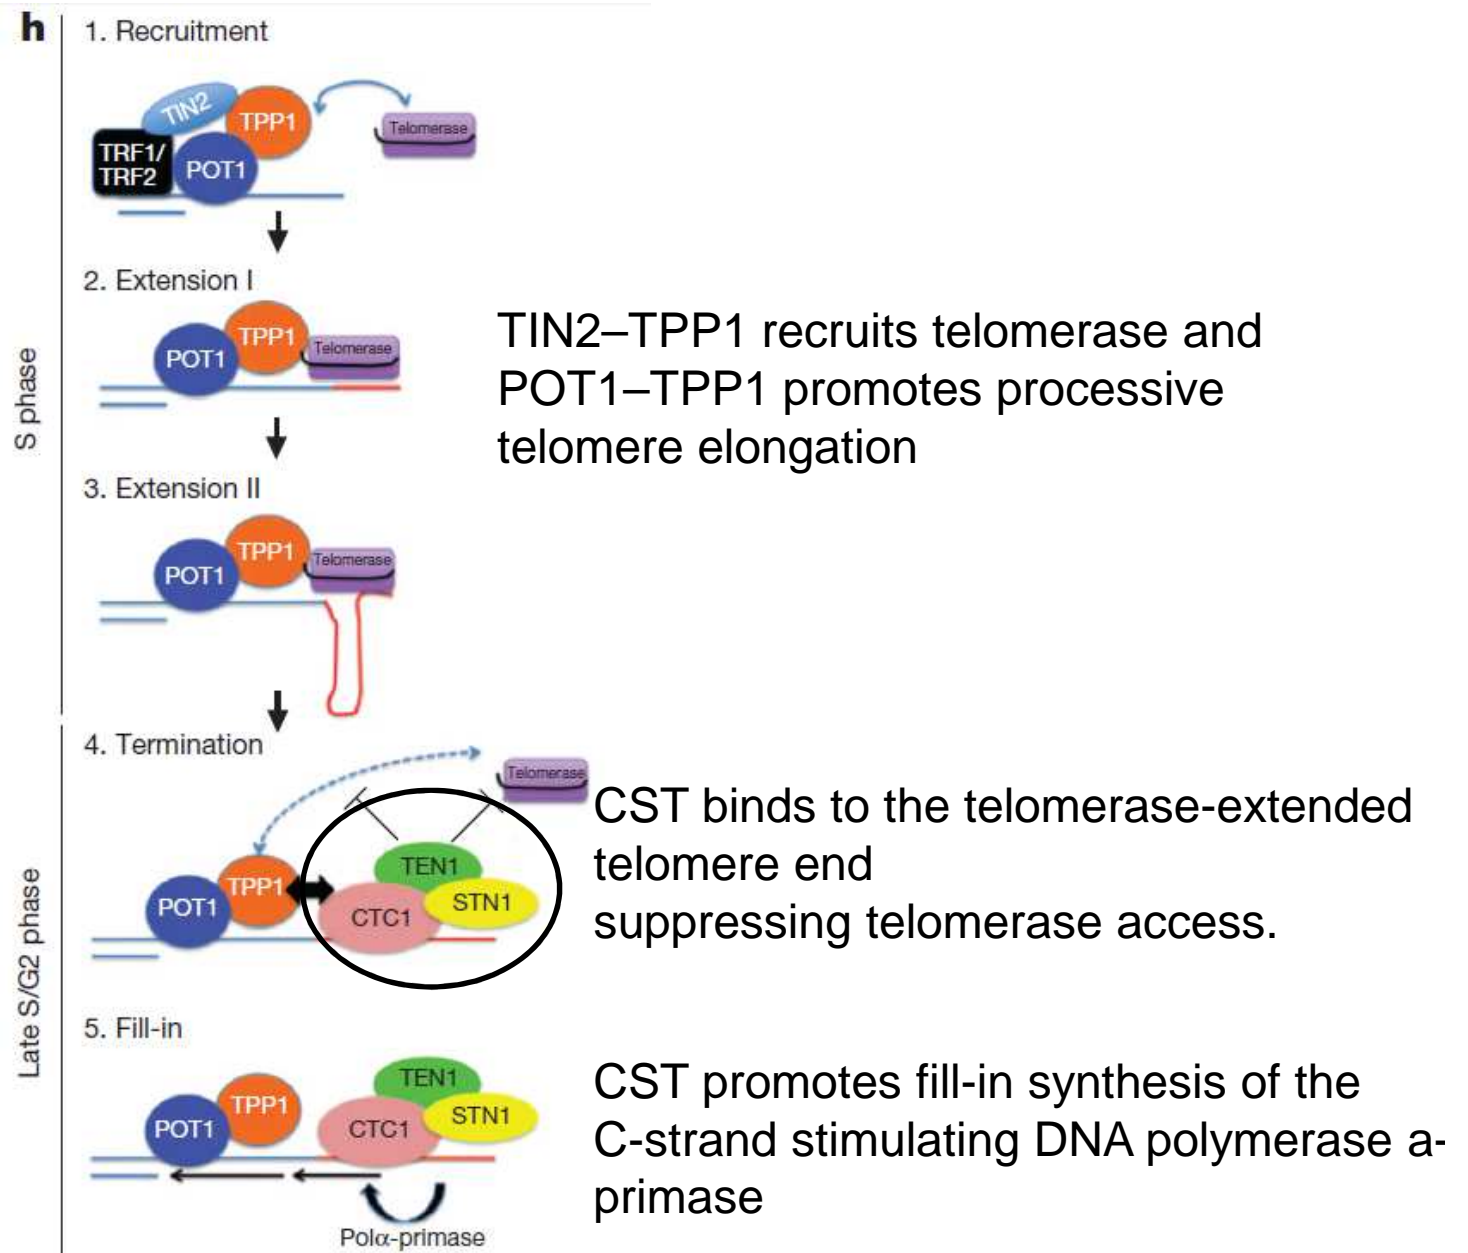 h
1. Recruitment
TIN2
TPP1
Telomerase
TRF1/
TRF2
POT1
2. Extension I
TPP1
Telomerase
POT1
TIN2–TPP1 recruits telomerase and
POT1–TPP1 promotes processive
telomere elongation
S phase
3. Extension II
TPP1
Telomerase
POT1
4. Termination
Telomerase
CST binds to the telomerase-extended
telomere end
suppressing telomerase access.
TEN1
TPP1
STN1
POT1
CTC1
Late S/G2 phase
5. Fill-in
TEN1
TPP1
STN1
POT1
CTC1
CST promotes fill-in synthesis of the
C-strand stimulating DNA polymerase a-
primase
Polα-primase